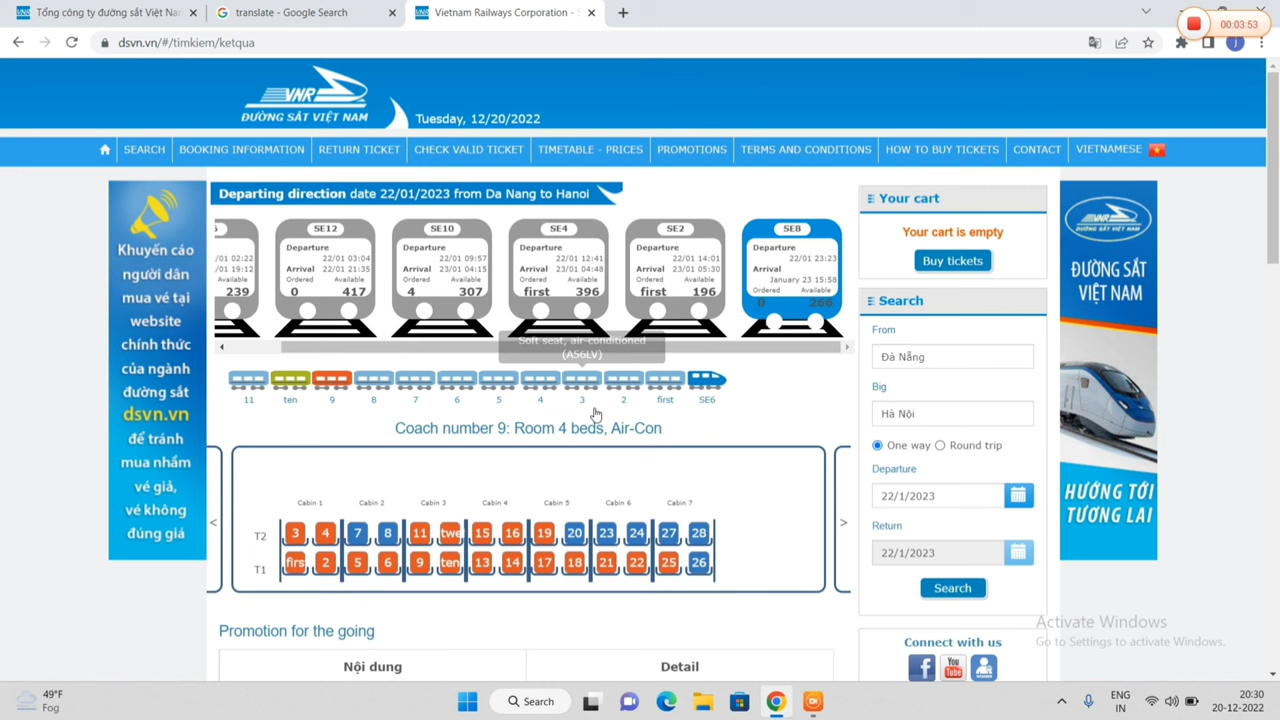 Tổng công ty đường sắt Việt Nan
translate - Google Search
Vietnam Railways Corporation - S
00:03:53
dsvn.vn/#/timkiem/ketqua
J
VNR
ĐƯỜNG SẮT VIỆT NAM
Tuesday, 12/20/2022
SEARCH
BOOKING INFORMATION
RETURN TICKET
CHECK VALID TICKET
TIMETABLE - PRICES
PROMOTIONS
TERMS AND CONDITIONS
HOW TO BUY TICKETS
CONTACT
VIETNAMESE
Khuyến cáo
người dân
mua vé tại
website
chính thức
của ngành
đường sắt
dsvn.vn
để tránh
mua nhầm
vé giả,
vé không
đúng giá
Departing direction date 22/01/2023 from Da Nang to Hanoi
/01 02:22
/01 19:12
Available
239
SE12
Departure
22/01 03:04
Arrival 22/01 21:35
Ordered Available
0 417
SE10
Departure
22/01 09:57
Arrival 23/01 04:15
Ordered Available
4 307
SE4
Departure
22/01 12:41
Arrival 23/01 04:48
Ordered Available
first 396
SE2
Departure
22/01 14:01
Arrival 23/01 05:30
Ordered Available
first 196
SE8
Departure
22/01 23:23
Arrival
January 23 15:58
Ordered Available
0 266
Soft seat, air-conditioned
(A56LV)
11 ten 9 8 7 6 5 4 3 2 first SE6
Coach number 9: Room 4 beds, Air-Con
Cabin 1 Cabin 2 Cabin 3 Cabin 4 Cabin 5 Cabin 6 Cabin 7
T2 3 4 7 8 11 twe 15 16 19 20 23 24 27 28
T1 firs 2 5 6 9 ten 13 14 17 18 21 22 25 26
< >
Promotion for the going
Nội dung Detail
Your cart
Your cart is empty
Buy tickets
Search
From
Đà Nẵng
Big
Hà Nội
One way Round trip
Departure
22/1/2023
Return
22/1/2023
Search
Connect with us
You
Tube
VNR
ĐƯỜNG SẮT
VIỆT NAM
HƯỚNG TỚI
TƯƠNG LAI
Activate Windows
Go to Settings to activate Windows.
49°F
Fog
Search
ENG
IN
20:30
20-12-2022